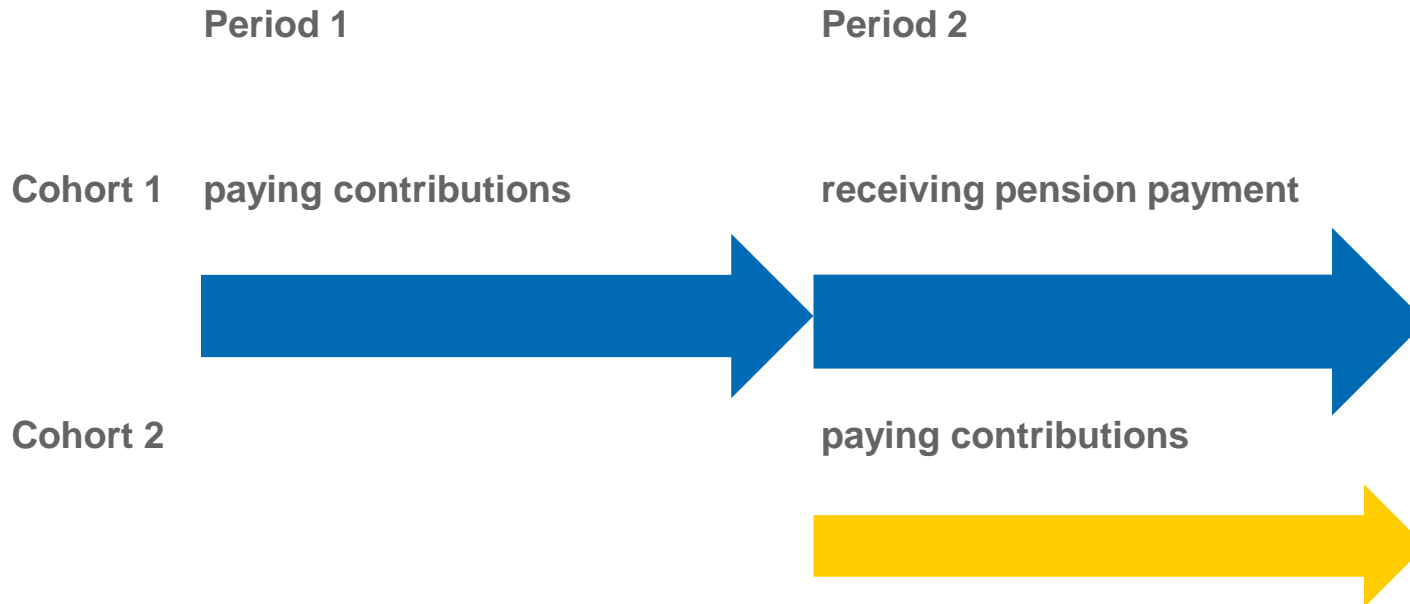 Period 1 Period 2
Cohort 1 paying contributions receiving pension payment
Cohort 2 paying contributions